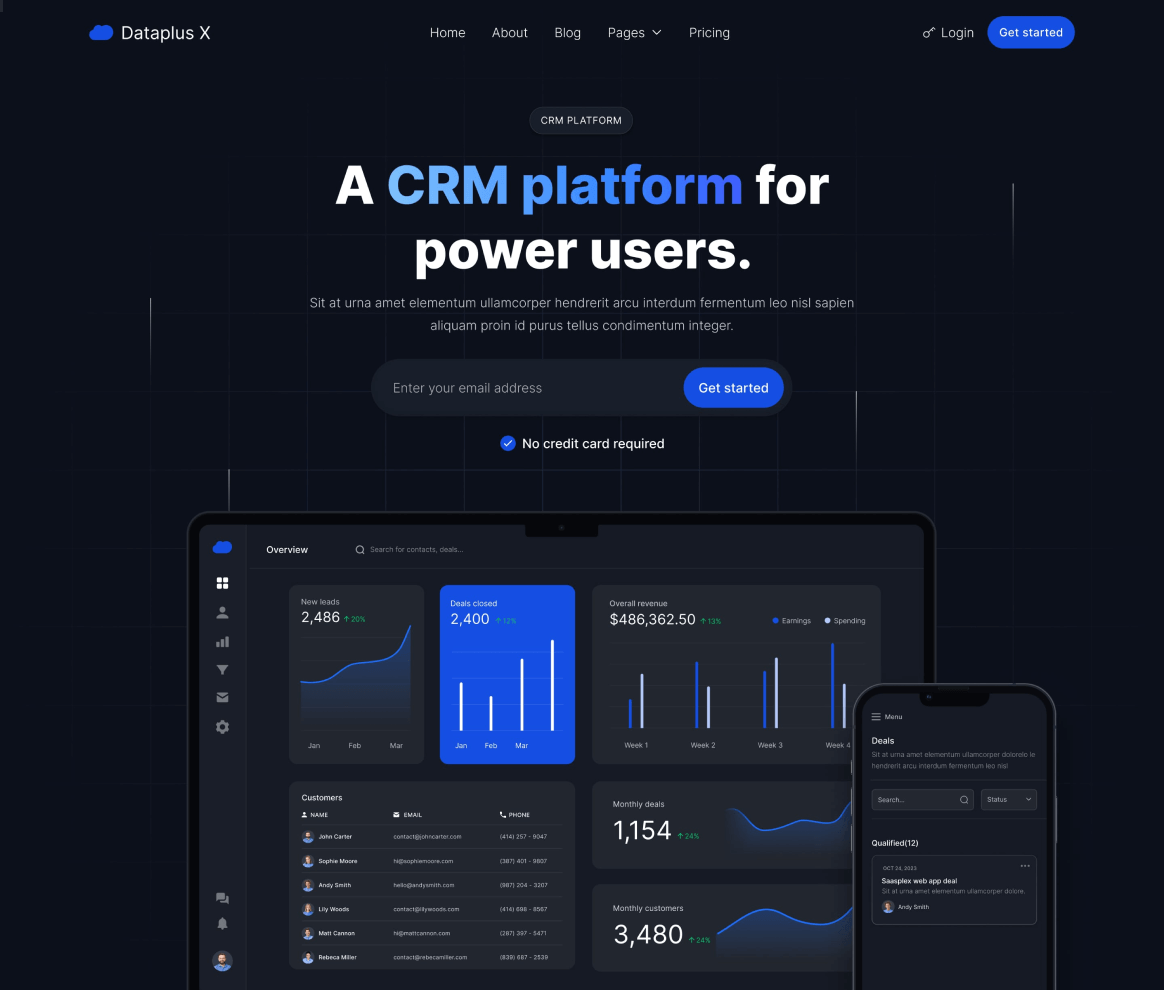 Dataplus X
Home About Blog Pages Pricing
Login
Get started
CRM PLATFORM
A CRM platform for
power users.
Sit at urna amet elementum ullamcorper hendrerit arcu interdum fermentum leo nisl sapien
aliquam proin id purus tellus condimentum integer.
Enter your email address
Get started
No credit card required
Overview
Search for contacts, deals...
New leads
2,486 ↑ 20%
Jan Feb Mar
Deals closed
2,400 ↑ 12%
Jan Feb Mar
Overall revenue
$486,362.50 ↑ 13%
Earnings Spending
Week 1 Week 2 Week 3 Week 4
Customers
NAME EMAIL PHONE
John Carter contact@johncarter.com (414) 257 - 9047
Sophie Moore hi@sophiemoore.com (387) 401 - 9807
Andy Smith hello@andysmith.com (987) 204 - 3207
Lily Woods contact@lilywoods.com (414) 698 - 8567
Matt Cannon hi@mattcannon.com (287) 397 - 5471
Rebeca Miller contact@rebecamiller.com (839) 687 - 2539
Monthly deals
1,154 ↑ 24%
Monthly customers
3,480 ↑ 24%
Menu
Deals
Sit at urna amet elementum ullamcorper dolorelo le
hendrerit arcu interdum fermentum leo nisl
Search...
Status
Qualified(12)
OCT 24, 2023
Saasplex web app deal
Sit at urna amet elementum ullamcorper dolore.
Andy Smith